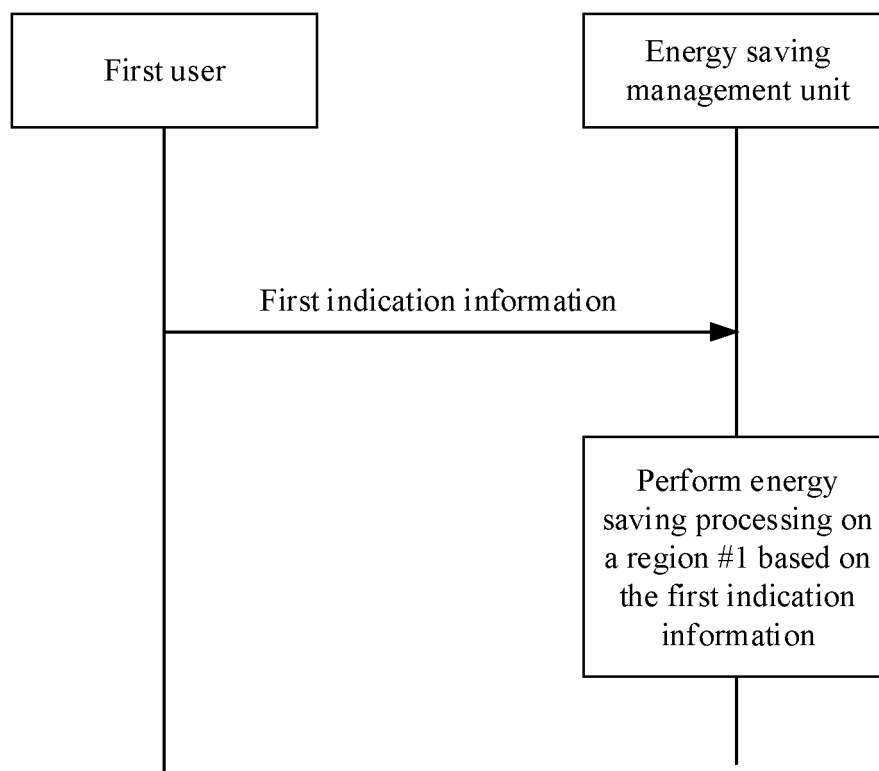 First user
Energy saving
management unit
First indication information
Perform energy
saving processing on
a region #1 based on
the first indication
information